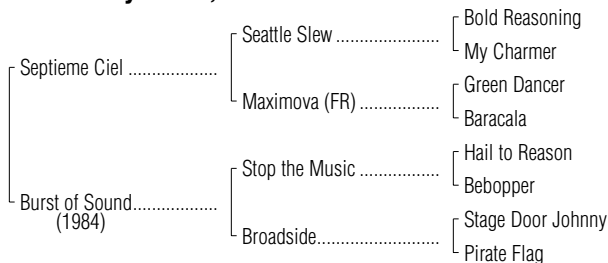 Septieme Ciel ...................
Burst of Sound..................
(1984)
Seattle Slew ......................
Maximova (FR) .................
Stop the Music .................
Broadside..........................
Bold Reasoning
My Charmer
Green Dancer
Baracala
Hail to Reason
Bebopper
Stage Door Johnny
Pirate Flag